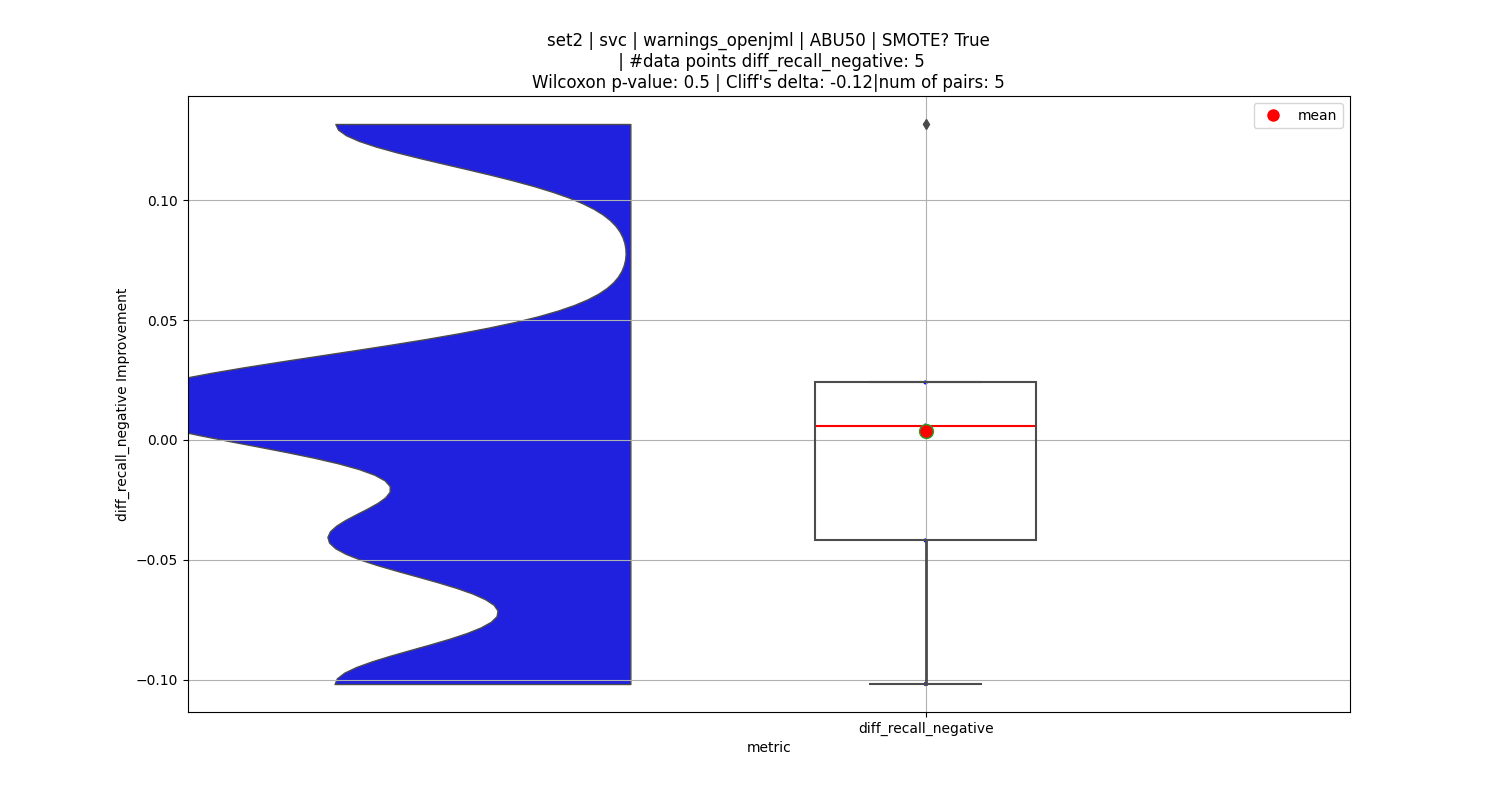 set2 | svc | warnings_openjml | ABU50 | SMOTE? True
| #data points diff_recall_negative: 5
Wilcoxon p-value: 0.5 | Cliff's delta: -0.12|num of pairs: 5
mean
0.10
0.05
0.00
−0.05
−0.10
diff_recall_negative Improvement
diff_recall_negative
metric